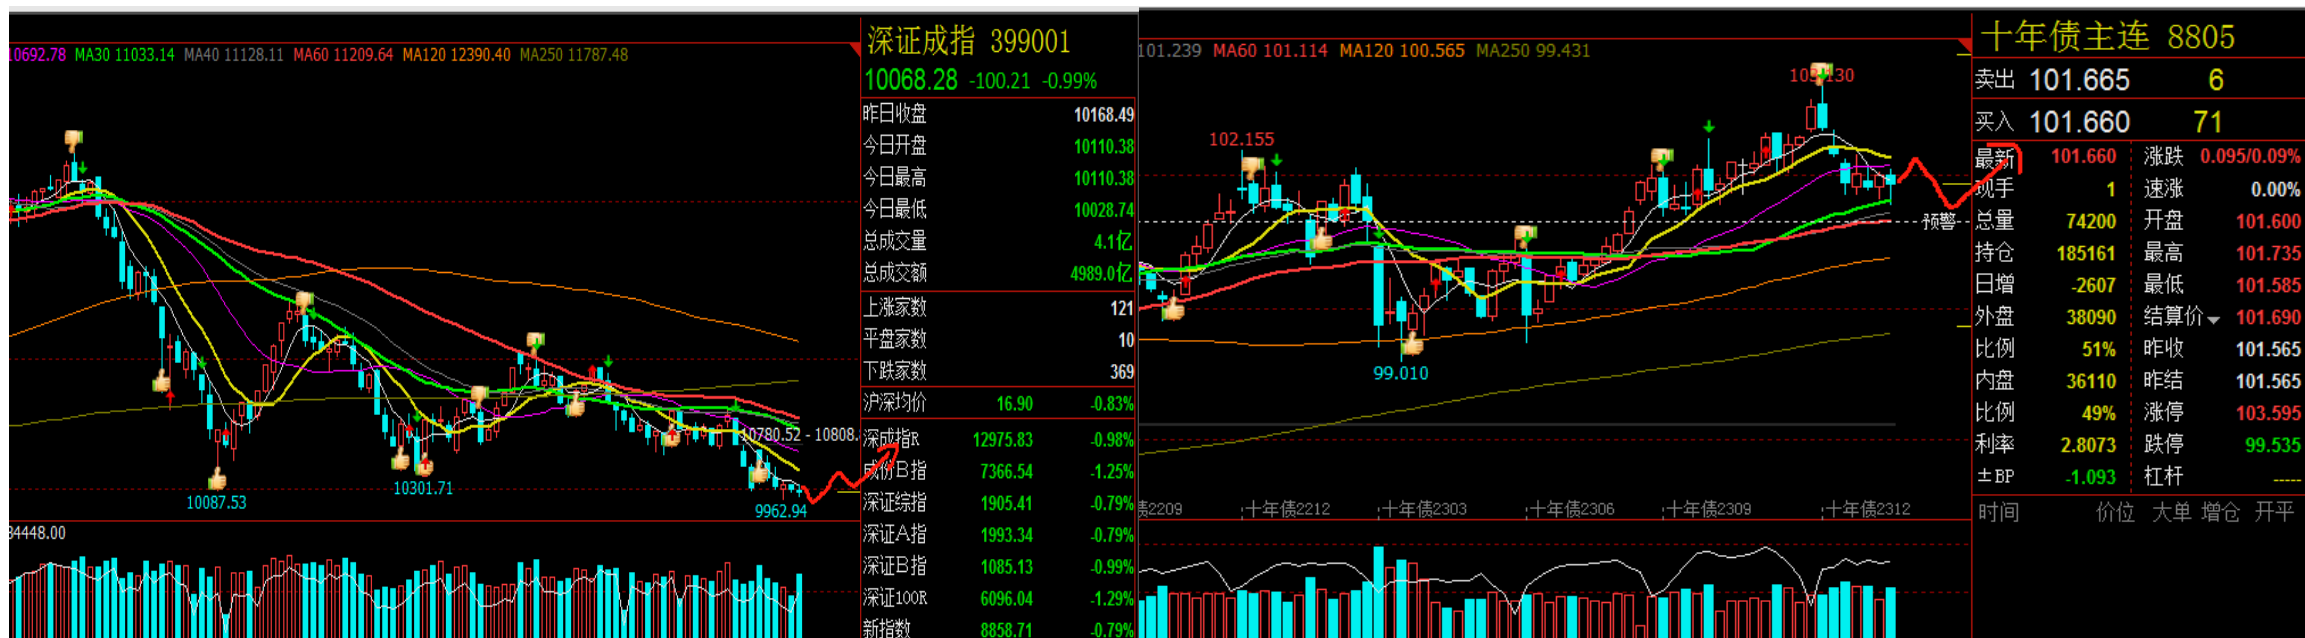 10692.78 MA30 11033.14 MA40 11128.11 MA60 11209.64 MA120 12390.40 MA250 11787.48
10087.53
10301.71
10780.52 - 10808.
9962.94
34448.00
深证成指 399001
10068.28 -100.21 -0.99%
昨日收盘 10168.49
今日开盘 10110.38
今日最高 10110.38
今日最低 10028.74
总成交量 4.1亿
总成交额 4989.0亿
上涨家数 121
平盘家数 10
下跌家数 369
沪深均价 16.90 -0.83%
深成指R 12975.83 -0.98%
成份B指 7366.54 -1.25%
深证综指 1905.41 -0.79%
深证A指 1993.34 -0.79%
深证B指 1085.13 -0.99%
深证100R 6096.04 -1.29%
新指数 8858.71 -0.79%
101.239 MA60 101.114 MA120 100.565 MA250 99.431
102.155
99.010
预警
债2209 十年债2212 十年债2303 十年债2306 十年债2309 十年债2312
十年债主连 8805
卖出 101.665 6
买入 101.660 71
最新 101.660 涨跌 0.095/0.09%
现手 1 速涨 0.00%
总量 74200 开盘 101.600
持仓 185161 最高 101.735
日增 -2607 最低 101.585
外盘 38090 结算价 101.690
比例 51% 昨收 101.565
内盘 36110 昨结 101.565
比例 49% 涨停 103.595
利率 2.8073 跌停 99.535
±BP -1.093 杠杆 -----
时间 价位 大单 增仓 开平